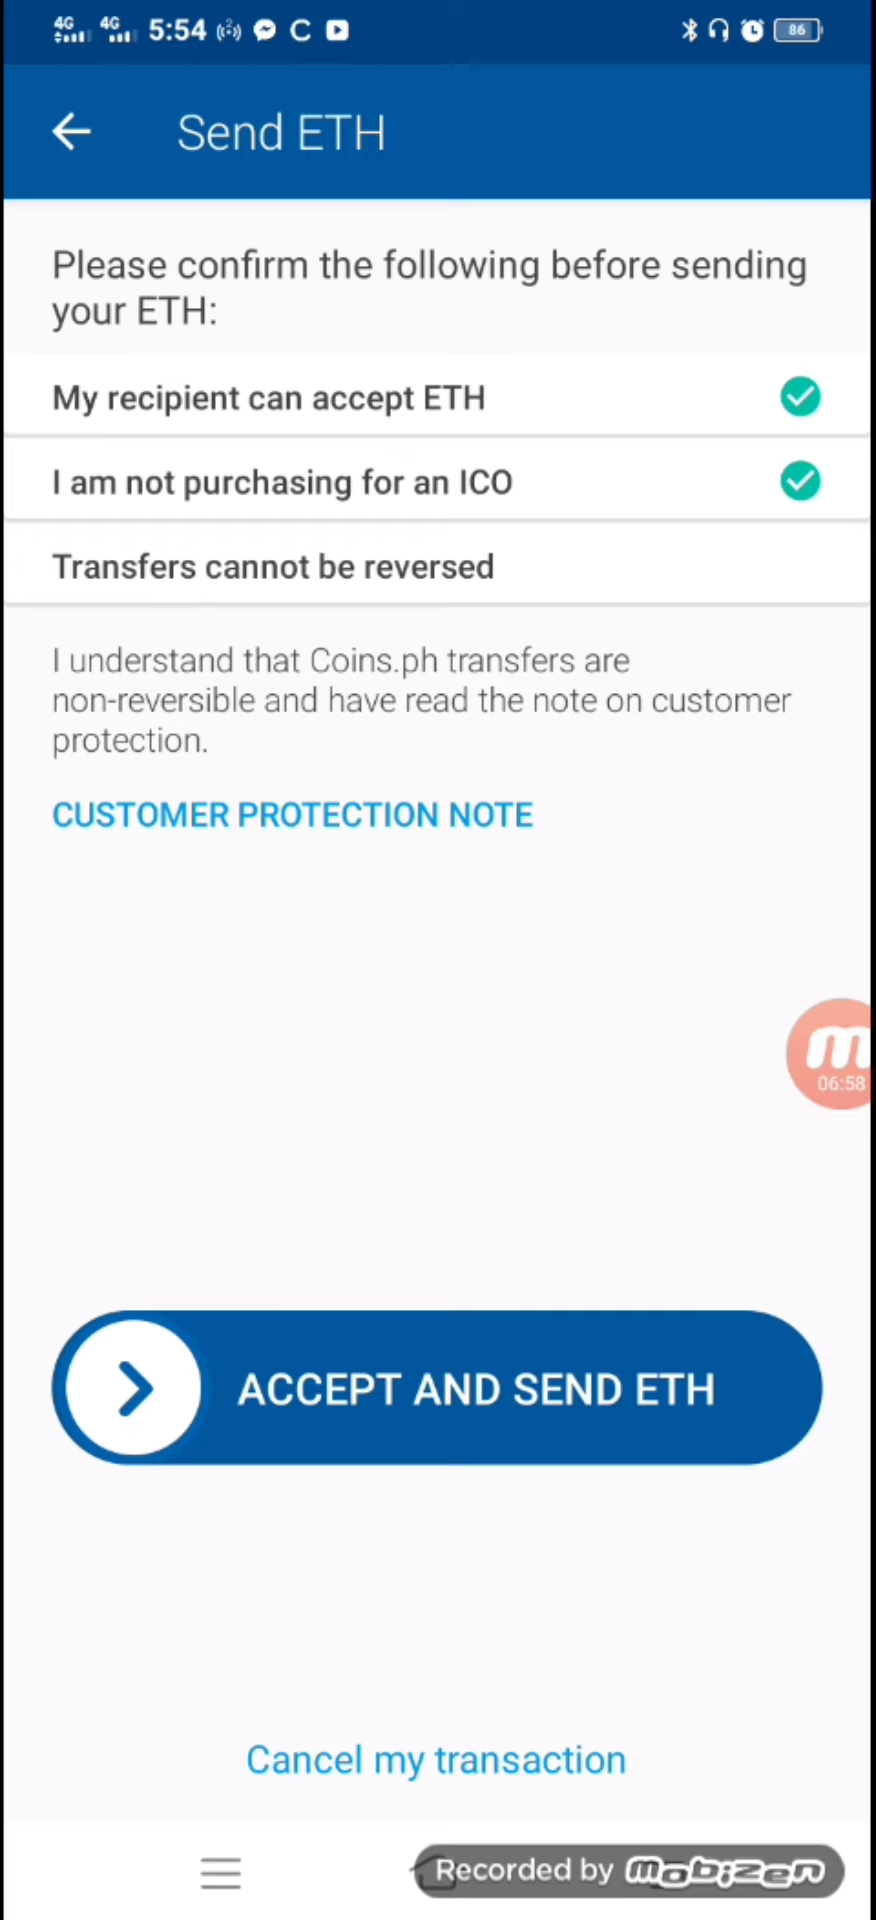 4G 4G 5:54 86
Send ETH
Please confirm the following before sending
your ETH:
My recipient can accept ETH
I am not purchasing for an ICO
Transfers cannot be reversed
I understand that Coins.ph transfers are
non-reversible and have read the note on customer
protection.
CUSTOMER PROTECTION NOTE
m
06:58
ACCEPT AND SEND ETH
Cancel my transaction
Recorded by mobizen